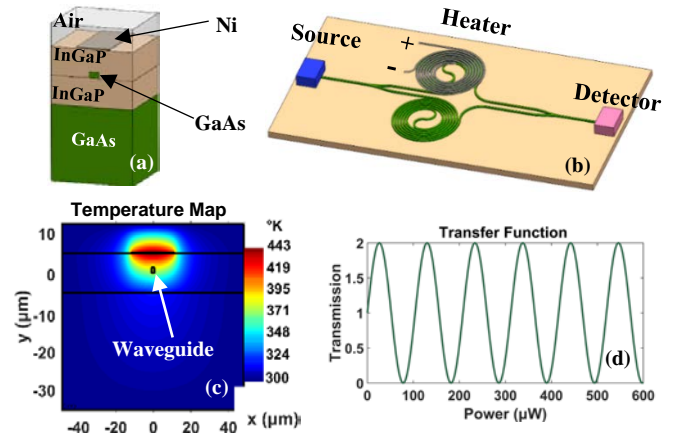 Air
Ni
InGaP
InGaP
GaAs
GaAs
(a)
Heater
Source
+
-
Detector
(b)
Temperature Map
°K
10
0
-10
-20
-30
y (µm)
443
419
395
371
348
324
300
Waveguide
(c)
-40 -20 0 20 40 x (µm)
Transfer Function
2
1.5
1
0.5
0
Transmission
(d)
0 100 200 300 400 500 600
Power (µW)